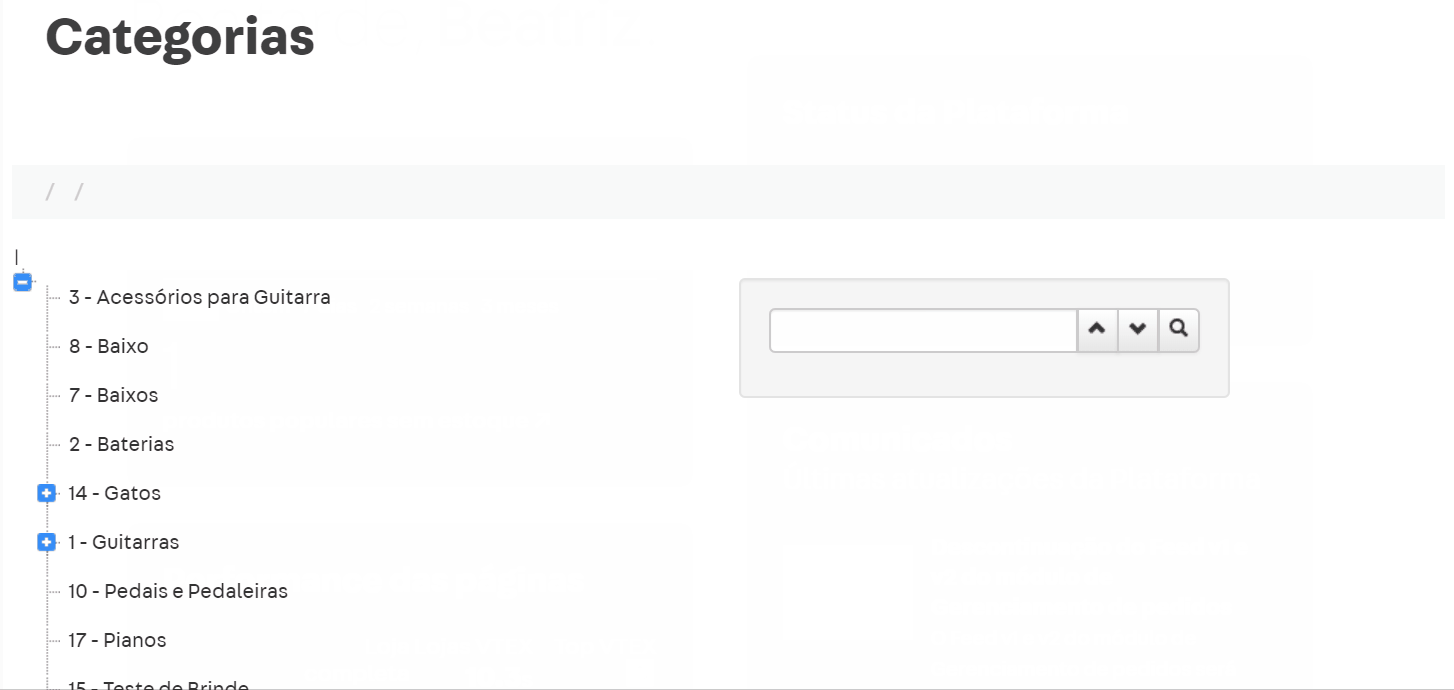 Categorias
/ /
3 - Acessórios para Guitarra
8 - Baixo
7 - Baixos
2 - Baterias
14 - Gatos
1 - Guitarras
10 - Pedais e Pedaleiras
17 - Pianos
15 - Teste de Brinde